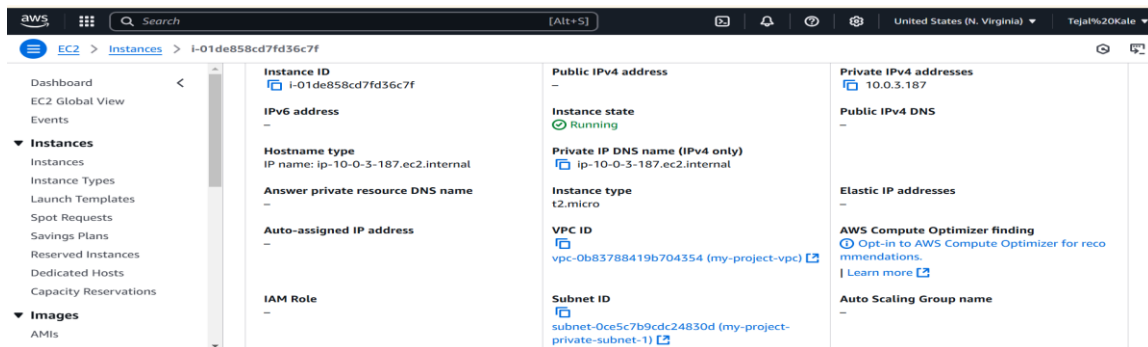 aws
Search
[Alt+S]
United States (N. Virginia)
Tejal%20Kale
EC2 > Instances > i-01de858cd7fd36c7f
Dashboard
EC2 Global View
Events
Instances
Instances
Instance Types
Launch Templates
Spot Requests
Savings Plans
Reserved Instances
Dedicated Hosts
Capacity Reservations
Images
AMIs
Instance ID
i-01de858cd7fd36c7f
Public IPv4 address
–
Private IPv4 addresses
10.0.3.187
IPv6 address
–
Instance state
Running
Public IPv4 DNS
–
Hostname type
IP name: ip-10-0-3-187.ec2.internal
Private IP DNS name (IPv4 only)
ip-10-0-3-187.ec2.internal
Answer private resource DNS name
–
Instance type
t2.micro
Elastic IP addresses
–
Auto-assigned IP address
–
VPC ID
vpc-0b83788419b704354 (my-project-vpc)
AWS Compute Optimizer finding
Opt-in to AWS Compute Optimizer for reco
mmendations.
| Learn more
IAM Role
–
Subnet ID
subnet-0ce5c7b9cdc24830d (my-project-
private-subnet-1)
Auto Scaling Group name
–